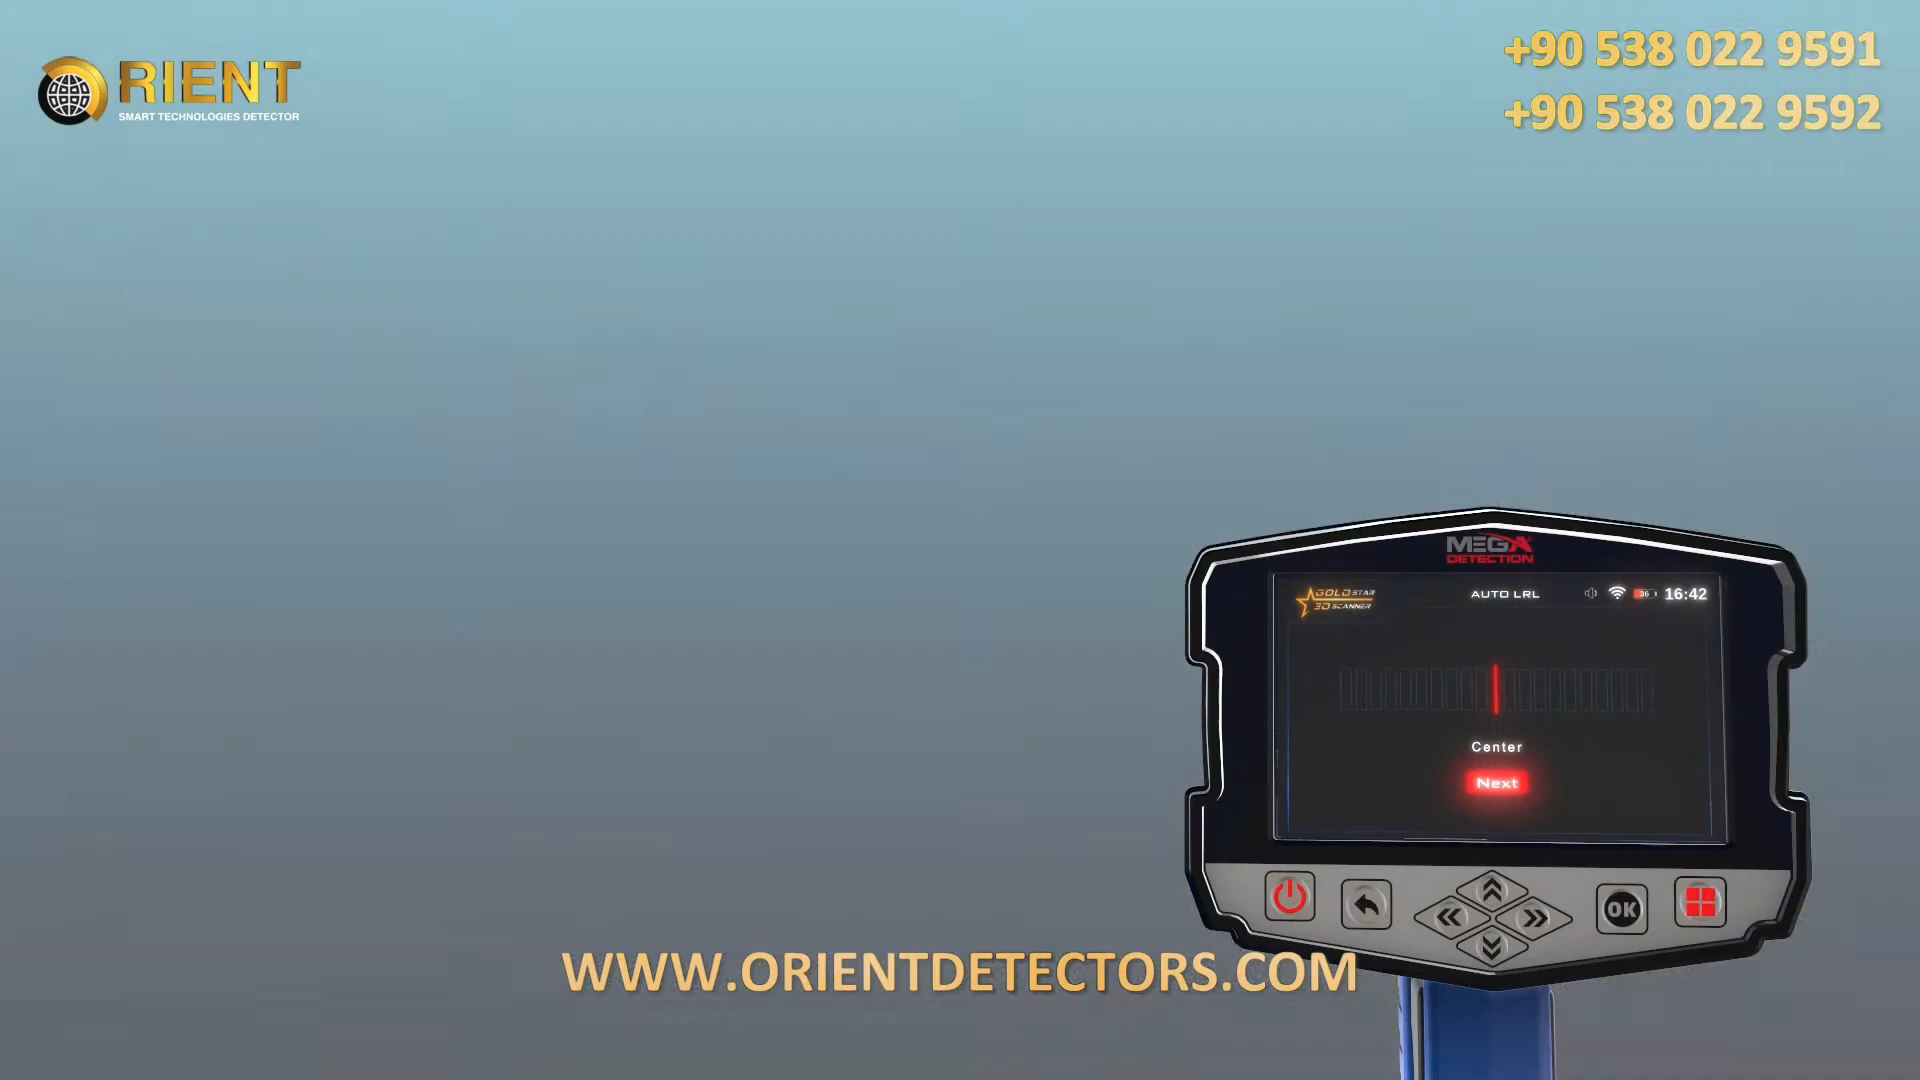 RIENT
SMART TECHNOLOGIES DETECTOR
+90 538 022 9591
+90 538 022 9592
MEGA
DETECTION
GOLD STAR
3D SCANNER
AUTO LRL
36
16:42
Center
Next
OK
WWW.ORIENTDETECTORS.COM